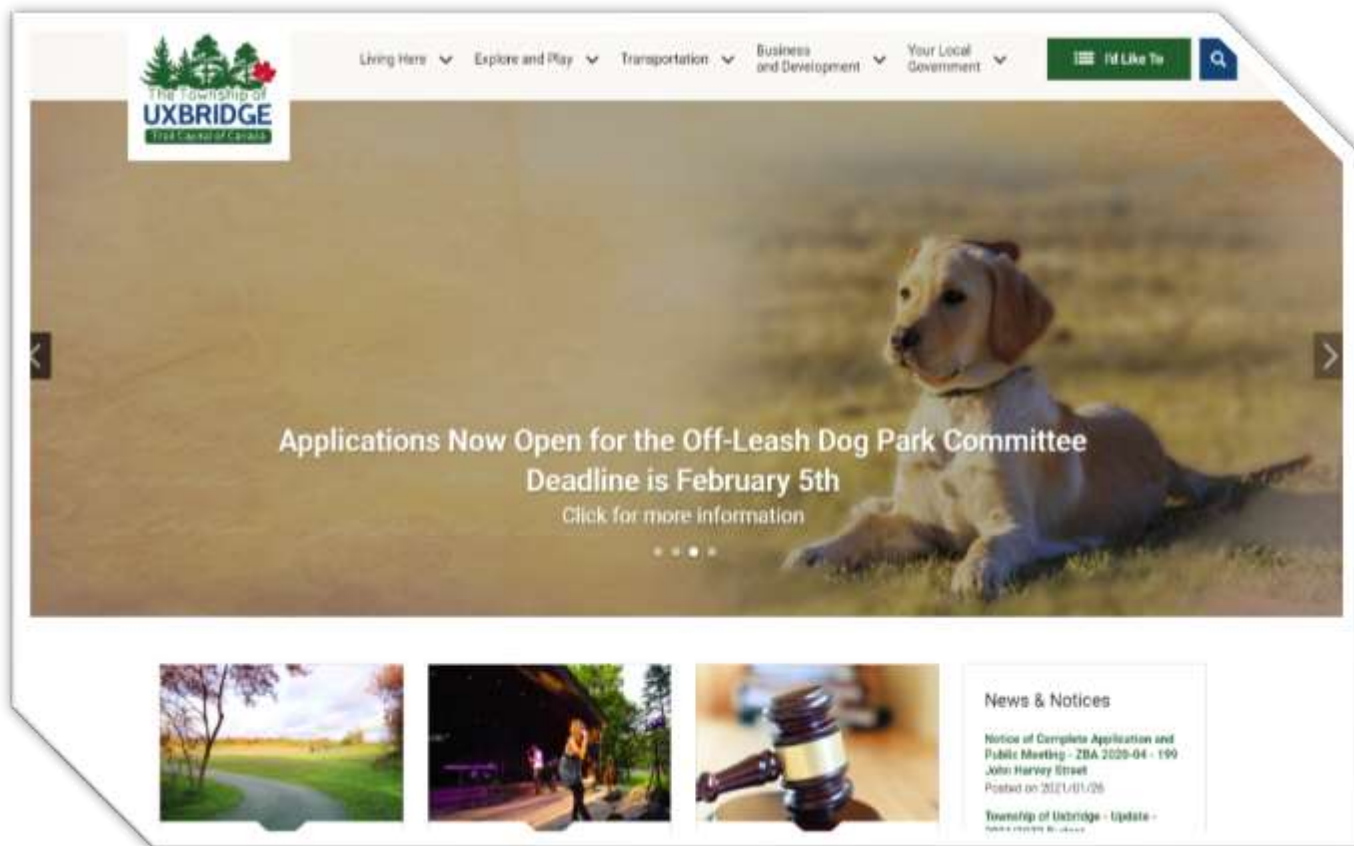 The Township of
UXBRIDGE
Trail Capital of Canada
Living Here
Explore and Play
Transportation
Business
and Development
Your Local
Government
I'd Like To
Applications Now Open for the Off-Leash Dog Park Committee
Deadline is February 5th
Click for more information
News & Notices
Notice of Complete Application and
Public Meeting - ZBA 2020-04 - 199
John Harvey Street
Posted on 2021/01/26
Township of Uxbridge - Update -